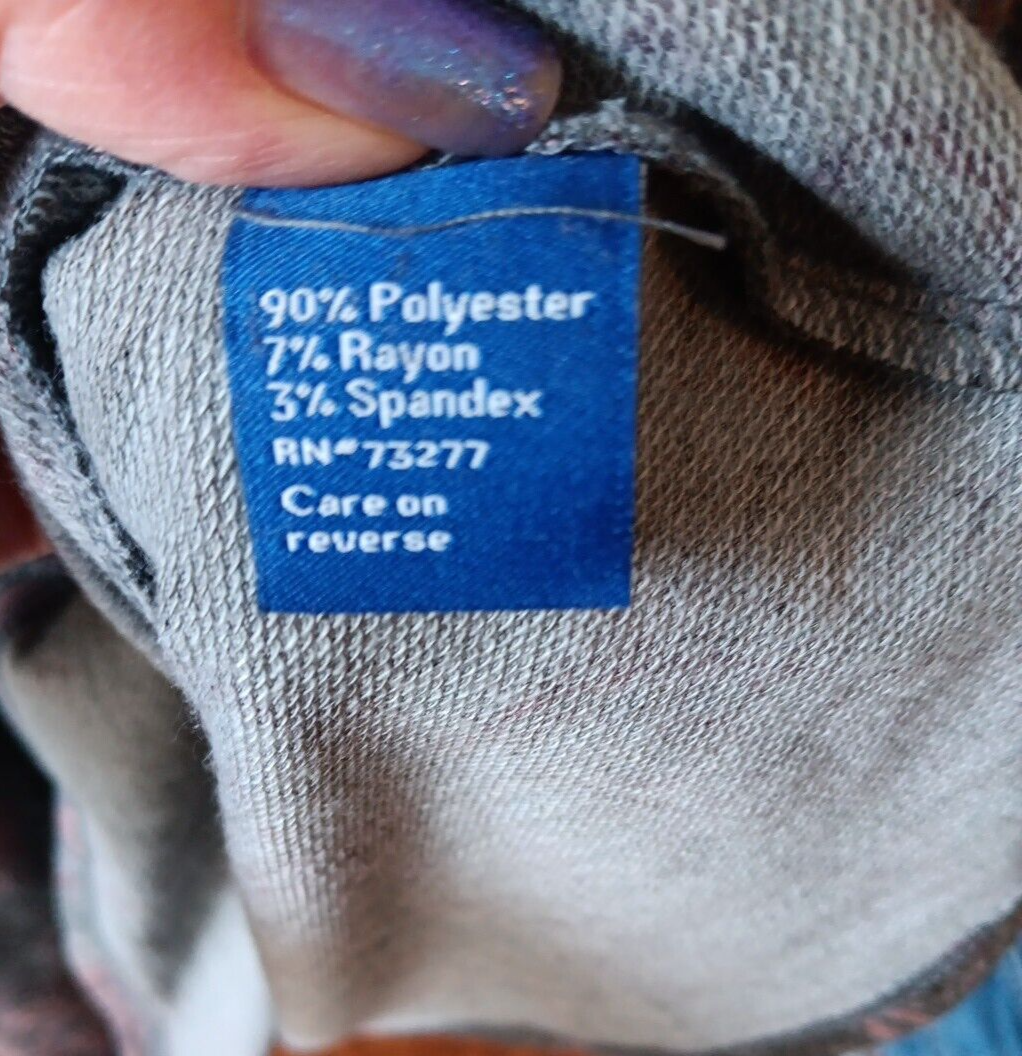 90% Polyester
7% Rayon
3% Spandex
RN#73277
Care on
reverse